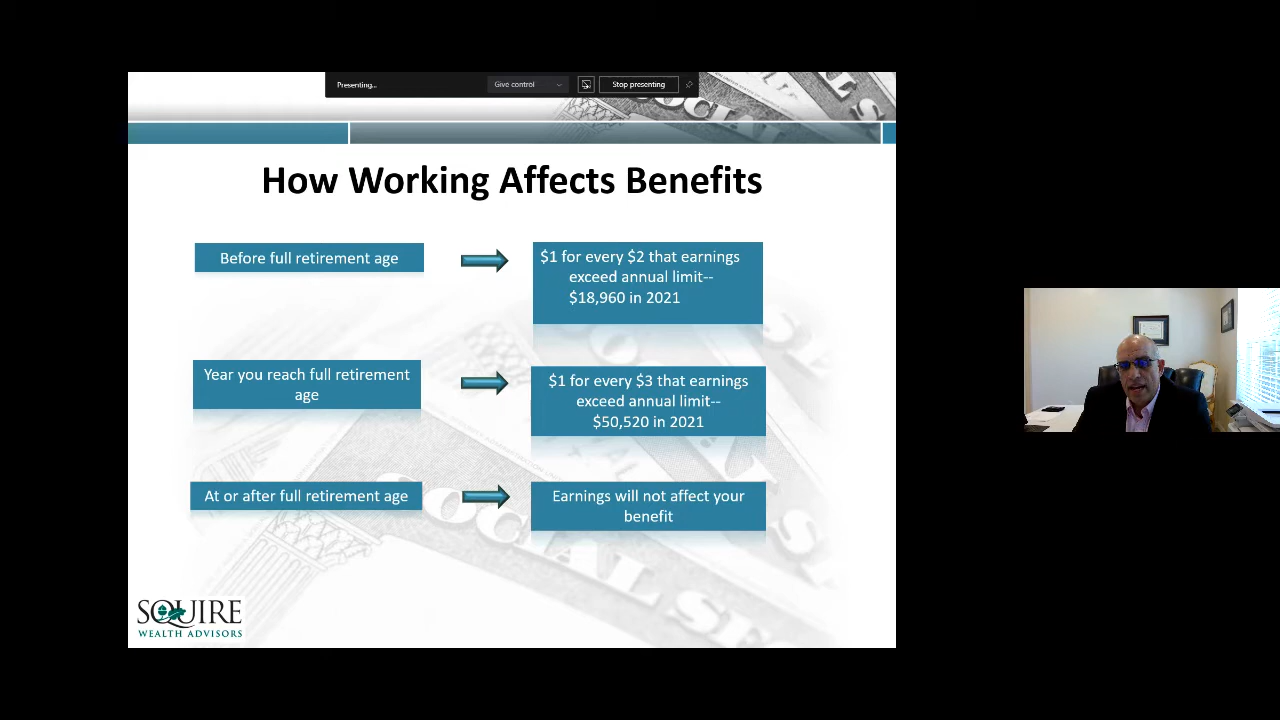 Presenting...
Give control
Stop presenting
How Working Affects Benefits
Before full retirement age
$1 for every $2 that earnings
exceed annual limit--
$18,960 in 2021
Year you reach full retirement
age
$1 for every $3 that earnings
exceed annual limit--
$50,520 in 2021
At or after full retirement age
Earnings will not affect your
benefit
SOCIAL SE
SQUIRE
WEALTH ADVISORS